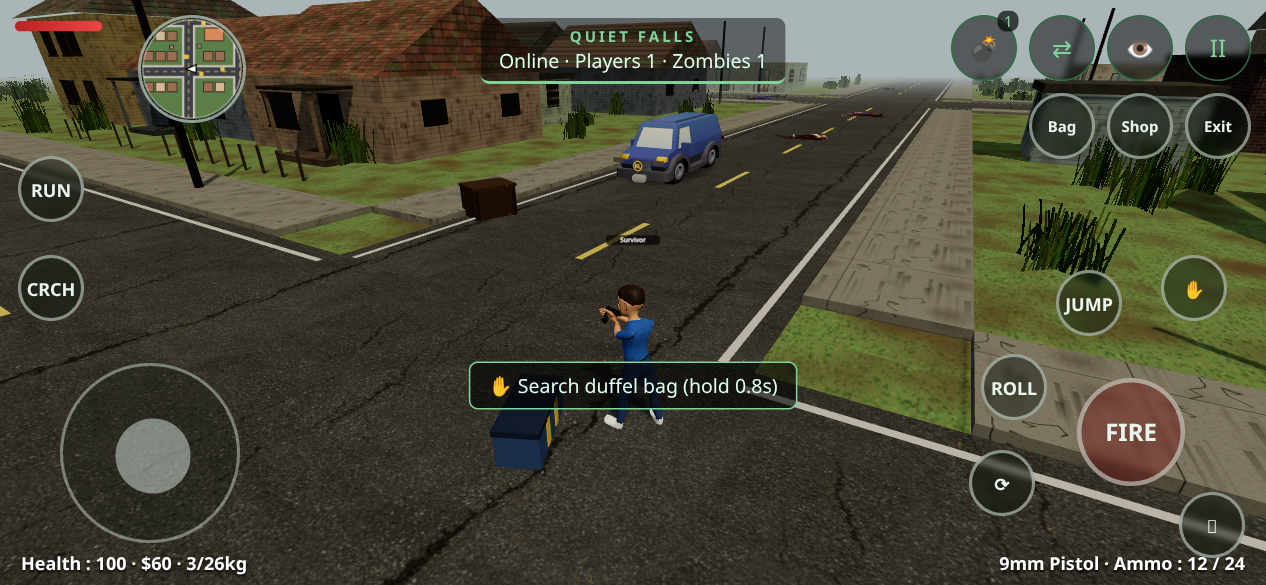 QUIET FALLS
Online · Players 1 · Zombies 1
1
Bag
Shop
Exit
RUN
CRCH
Survivor
JUMP
Search duffel bag (hold 0.8s)
ROLL
FIRE
Health : 100 · $60 · 3/26kg
9mm Pistol · Ammo : 12 / 24